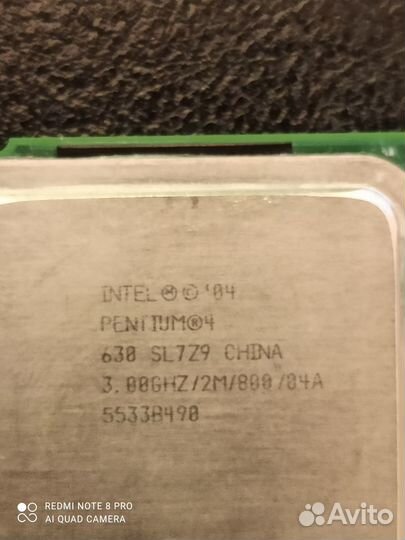 INTEL Ⓜ © '04
PENTIUM®4
630 SL7Z9 CHINA
3.00GHZ/2M/800/04A
5533B490
REDMI NOTE 8 PRO
AI QUAD CAMERA
Avito